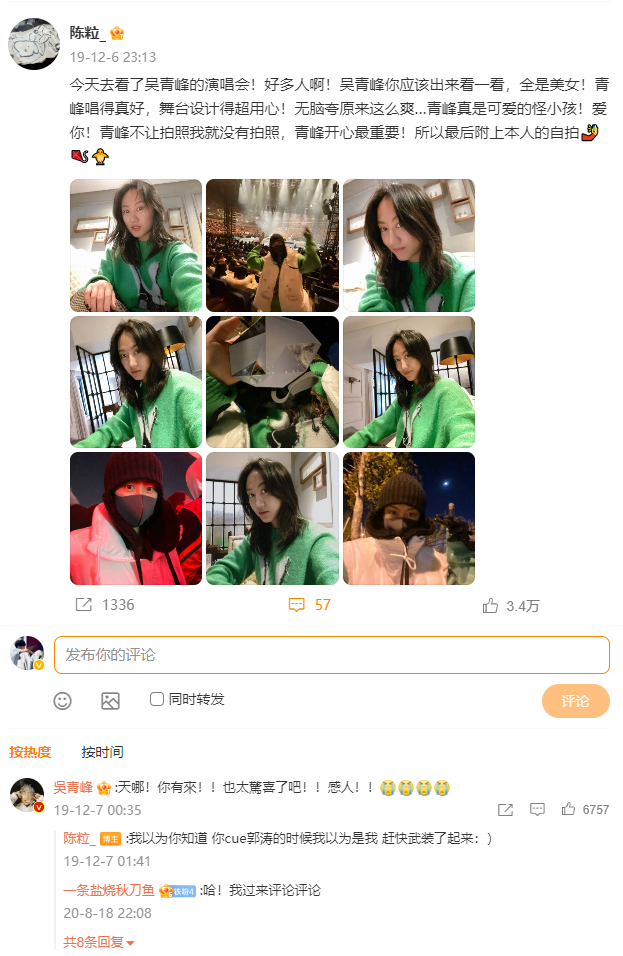 陈粒_
19-12-6 23:13
今天去看了吴青峰的演唱会！好多人啊！吴青峰你应该出来看一看，全是美女！青
峰唱得真好，舞台设计得超用心！无脑夸原来这么爽...青峰真是可爱的怪小孩！爱
你！青峰不让拍照我就没有拍照，青峰开心最重要！所以最后附上本人的自拍
1336
57
3.4万
发布你的评论
同时转发
评论
按热度 按时间
吳青峰 :天哪！你有來！！也太驚喜了吧！！感人！！😭😭😭😭
19-12-7 00:35
6757
陈粒_ 博主 :我以为你知道 你cue郭涛的时候我以为是我 赶快武装了起来：)
19-12-7 01:41
一条盐烧秋刀鱼 铁粉4 :哈！我过来评论评论
20-8-18 22:08
共8条回复